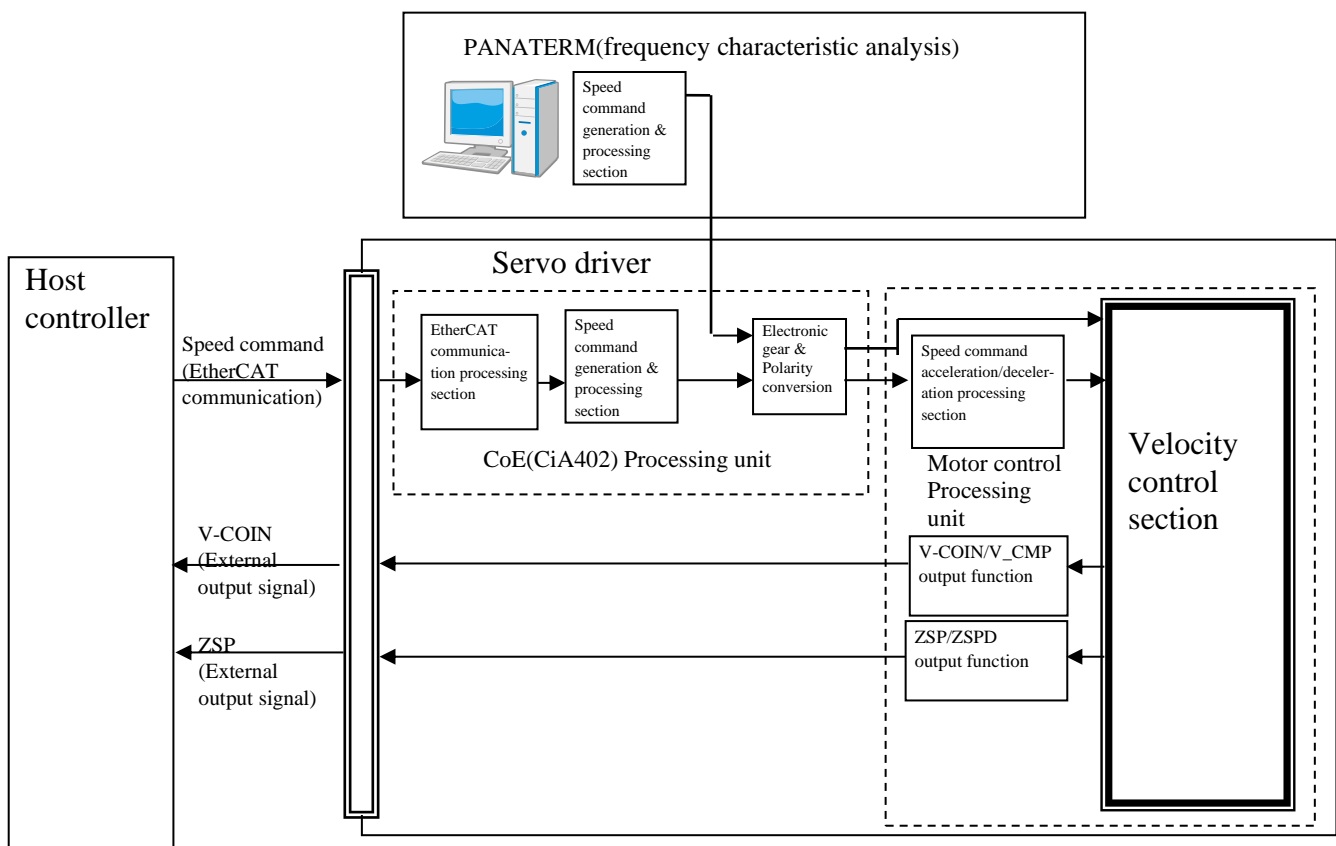 PANATERM(frequency characteristic analysis)
Speed
command
generation &
processing
section
Servo driver
Host
controller
Speed command
(EtherCAT
communication)
EtherCAT
communica-
tion processing
section
Speed
command
generation &
processing
section
Electronic
gear &
Polarity
conversion
CoE(CiA402) Processing unit
Speed command
acceleration/deceler-
ation processing
section
Motor control
Processing
unit
Velocity
control
section
V-COIN
(External
output signal)
V-COIN/V_CMP
output function
ZSP
(External
output signal)
ZSP/ZSPD
output function